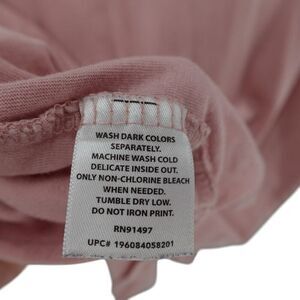 WASH DARK COLORS
SEPARATELY.
MACHINE WASH COLD
DELICATE INSIDE OUT.
ONLY NON-CHLORINE BLEACH
WHEN NEEDED.
TUMBLE DRY LOW.
DO NOT IRON PRINT.
RN91497
UPC# 196084058201